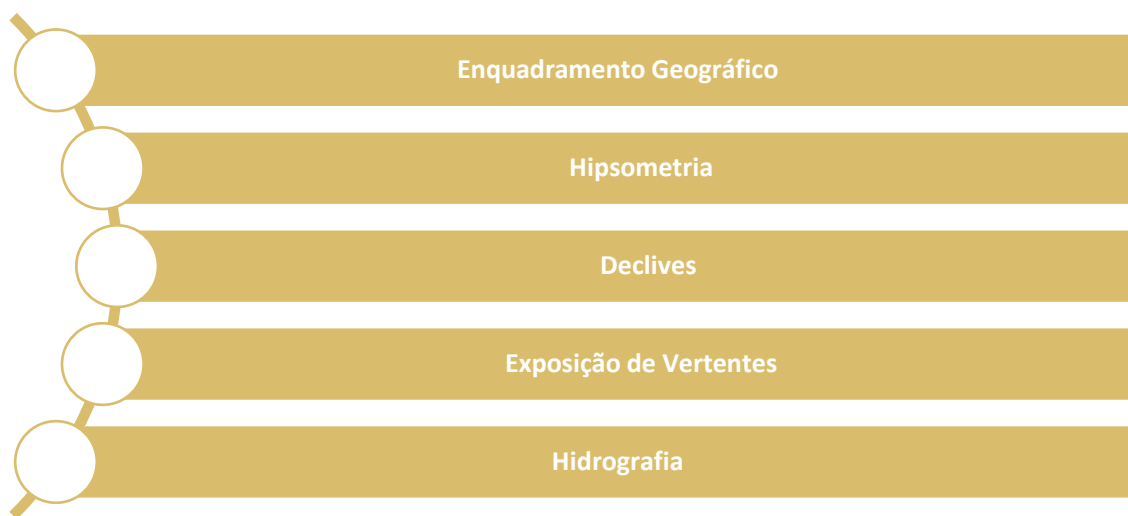 Enquadramento Geográfico
Hipsometria
Declives
Exposição de Vertentes
Hidrografia